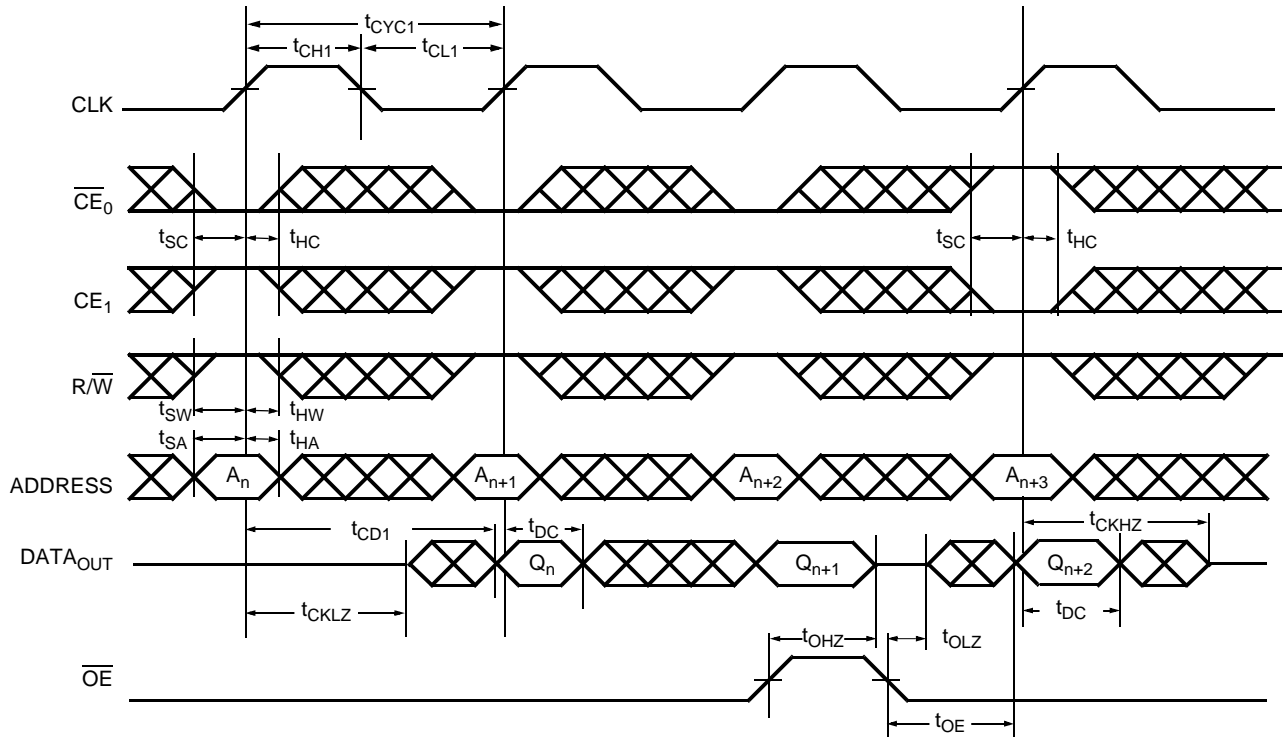 tCYC1
tCH1 tCL1
CLK
CE0
tSC tHC tSC tHC
CE1
R/W
tSW tHW
tSA tHA
ADDRESS An An+1 An+2 An+3
tCD1 tDC tCKHZ
DATAOUT Qn Qn+1 Qn+2
tCKLZ tDC
tOHZ tOLZ
OE
tOE